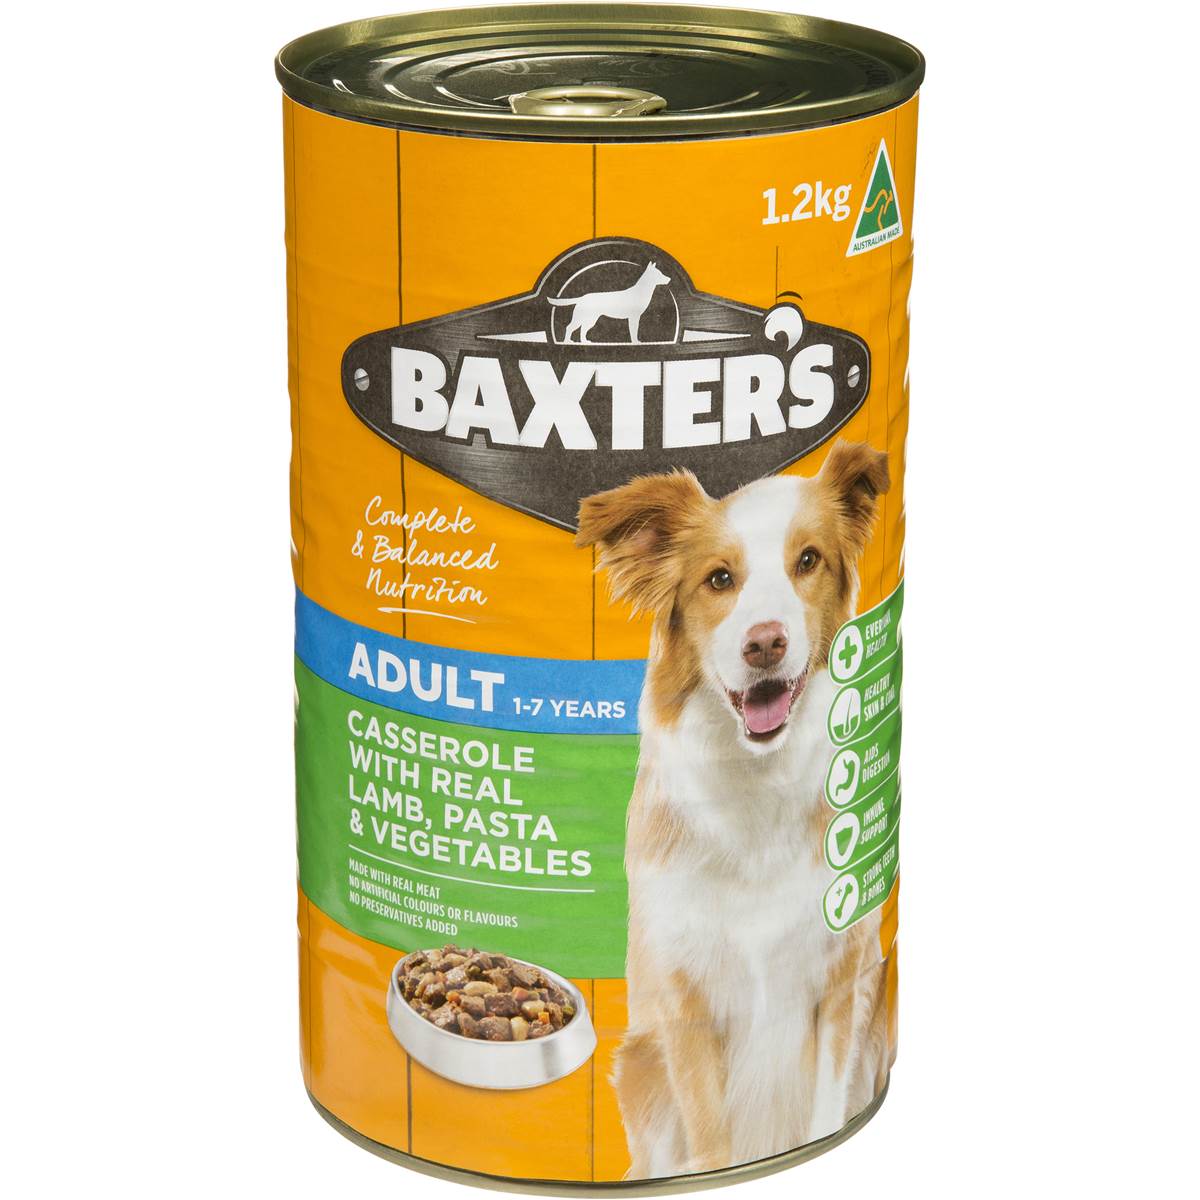 1.2kg
AUSTRALIAN MADE
BAXTER'S
Complete
& Balanced
Nutrition
ADULT 1-7 YEARS
CASSEROLE
WITH REAL
LAMB, PASTA
& VEGETABLES
MADE WITH REAL MEAT
NO ARTIFICIAL COLOURS OR FLAVOURS
NO PRESERVATIVES ADDED
HEALTH
HEALTHY
SKIN &
AIDS
DIGESTION
IMMUNE
SUPPORT
STRONG TEETH
& BONES